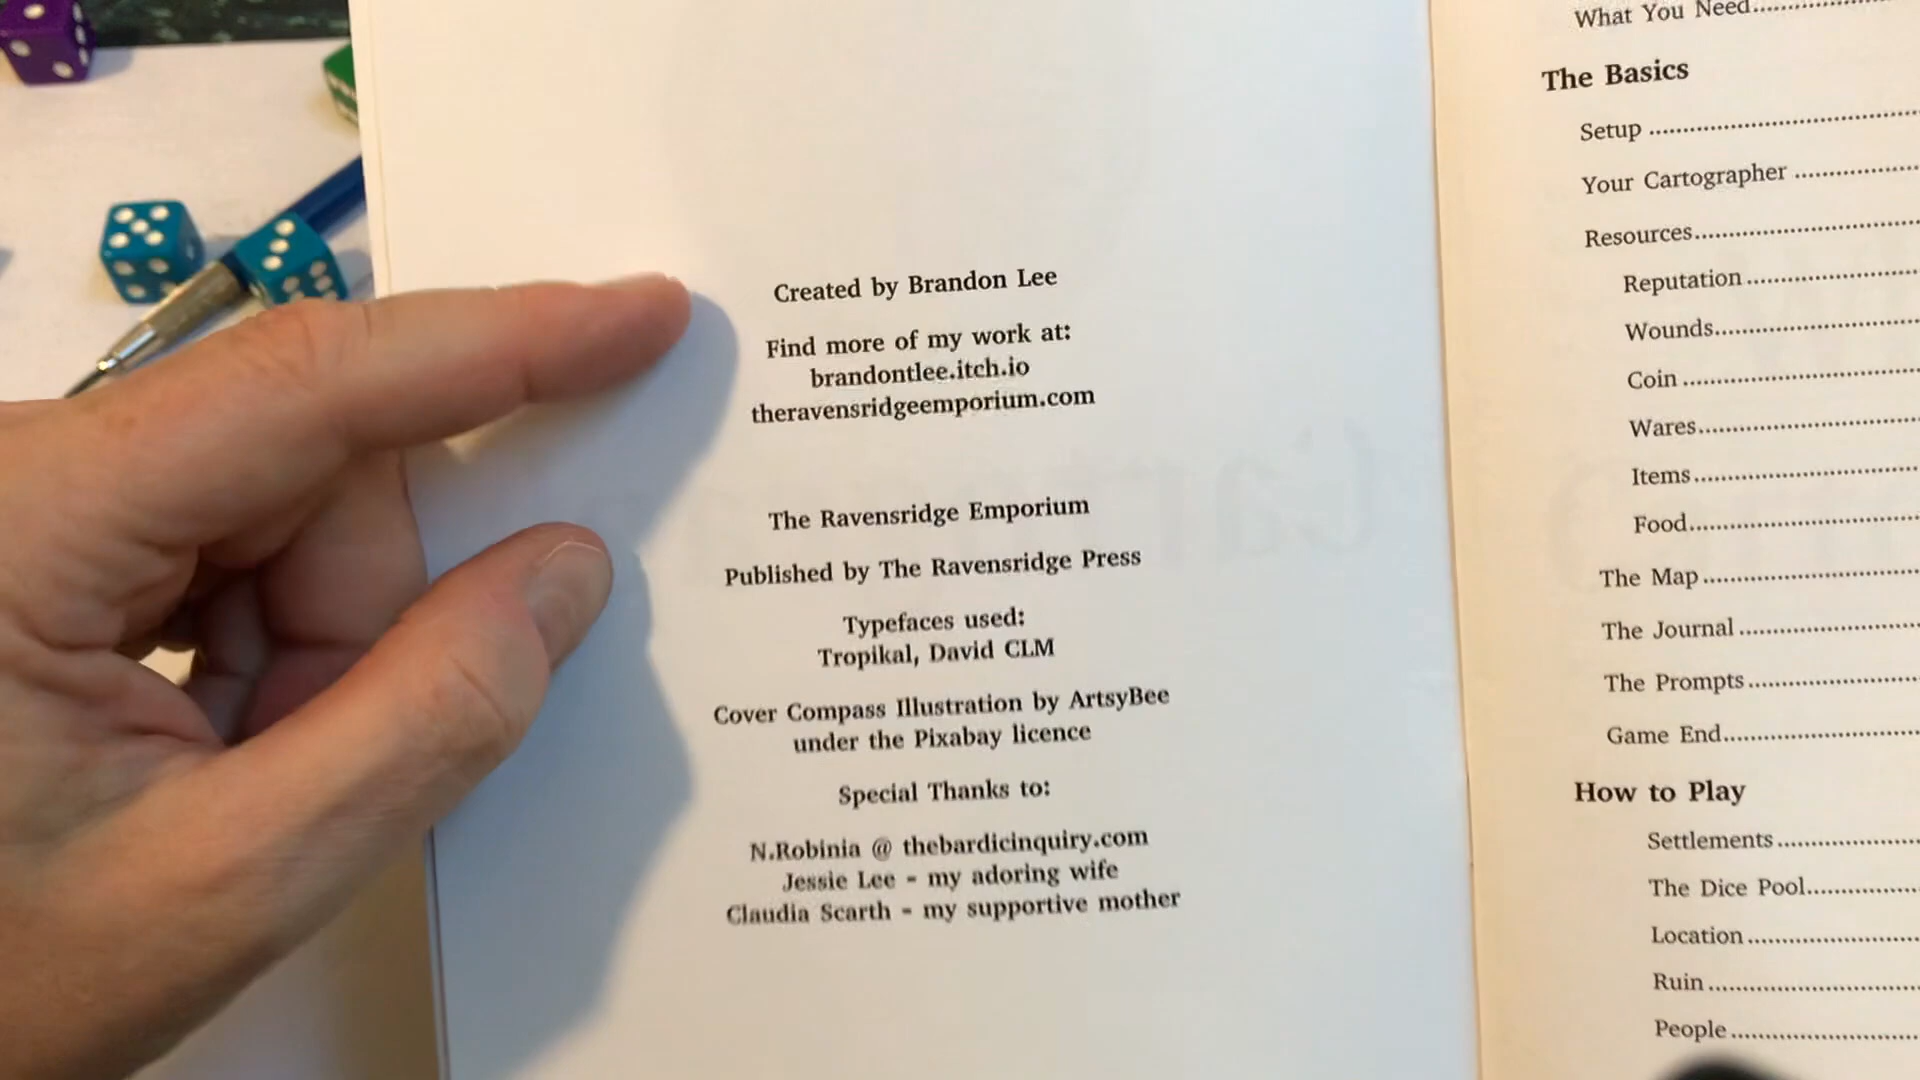 Created by Brandon Lee
Find more of my work at:
brandontlee.itch.io
theravensridgeemporium.com
The Ravensridge Emporium
Published by The Ravensridge Press
Typefaces used:
Tropikal, David CLM
Cover Compass Illustration by ArtsyBee
under the Pixabay licence
Special Thanks to:
N.Robinia @ thebardicinquiry.com
Jessie Lee - my adoring wife
Claudia Scarth - my supportive mother
What You Need
The Basics
Setup
Your Cartographer
Resources
Reputation
Wounds
Coin
Wares
Items
Food
The Map
The Journal
The Prompts
Game End
How to Play
Settlements
The Dice Pool
Location
Ruin
People